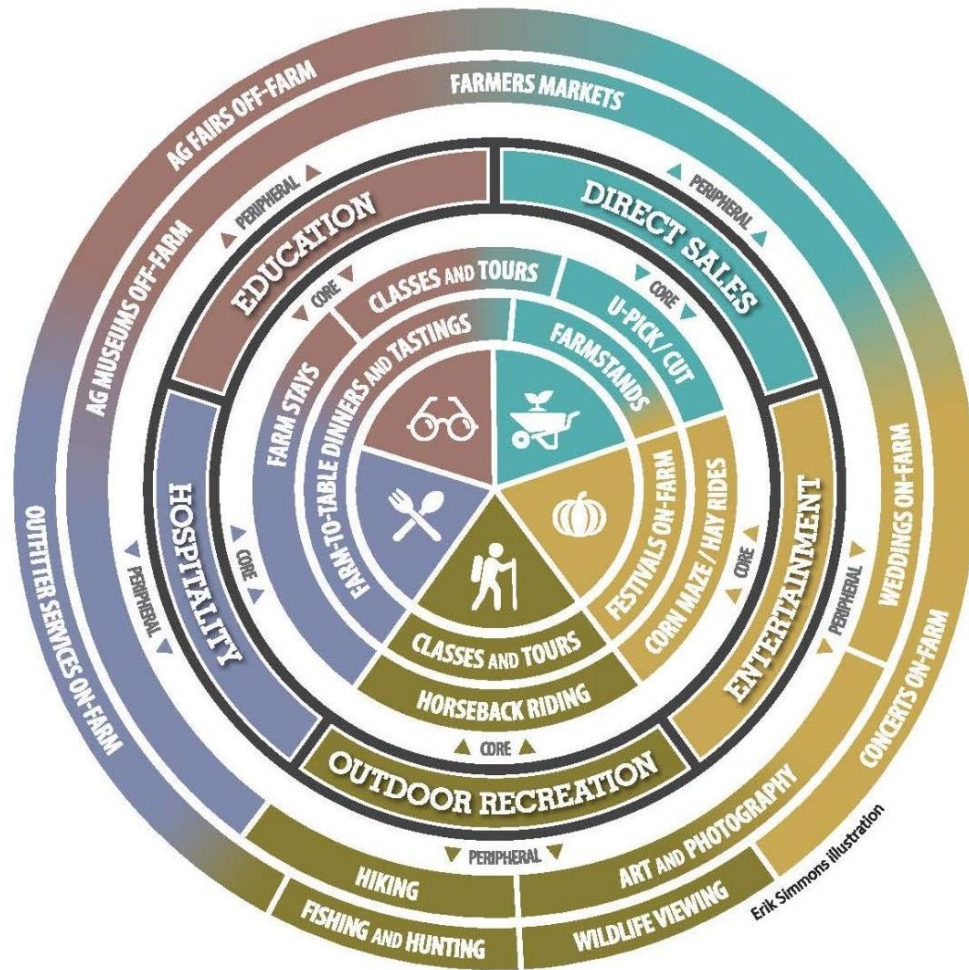 AG FAIRS OFF-FARM
FARMERS MARKETS
AG MUSEUMS OFF-FARM
OUTFITTER SERVICES ON-FARM
WEDDINGS ON-FARM
CONCERTS ON-FARM
ART AND PHOTOGRAPHY
WILDLIFE VIEWING
HIKING
FISHING AND HUNTING
PERIPHERAL
PERIPHERAL
PERIPHERAL
PERIPHERAL
PERIPHERAL
EDUCATION
DIRECT SALES
HOSPITALITY
ENTERTAINMENT
OUTDOOR RECREATION
CORE
CORE
CORE
CORE
CORE
CLASSES AND TOURS
U-PICK / CUT
FARM STAYS
FARM-TO-TABLE DINNERS AND TASTINGS
FARMSTANDS
FESTIVALS ON-FARM
CORN MAZE / HAY RIDES
CLASSES AND TOURS
HORSEBACK RIDING
Erik Simmons illustration